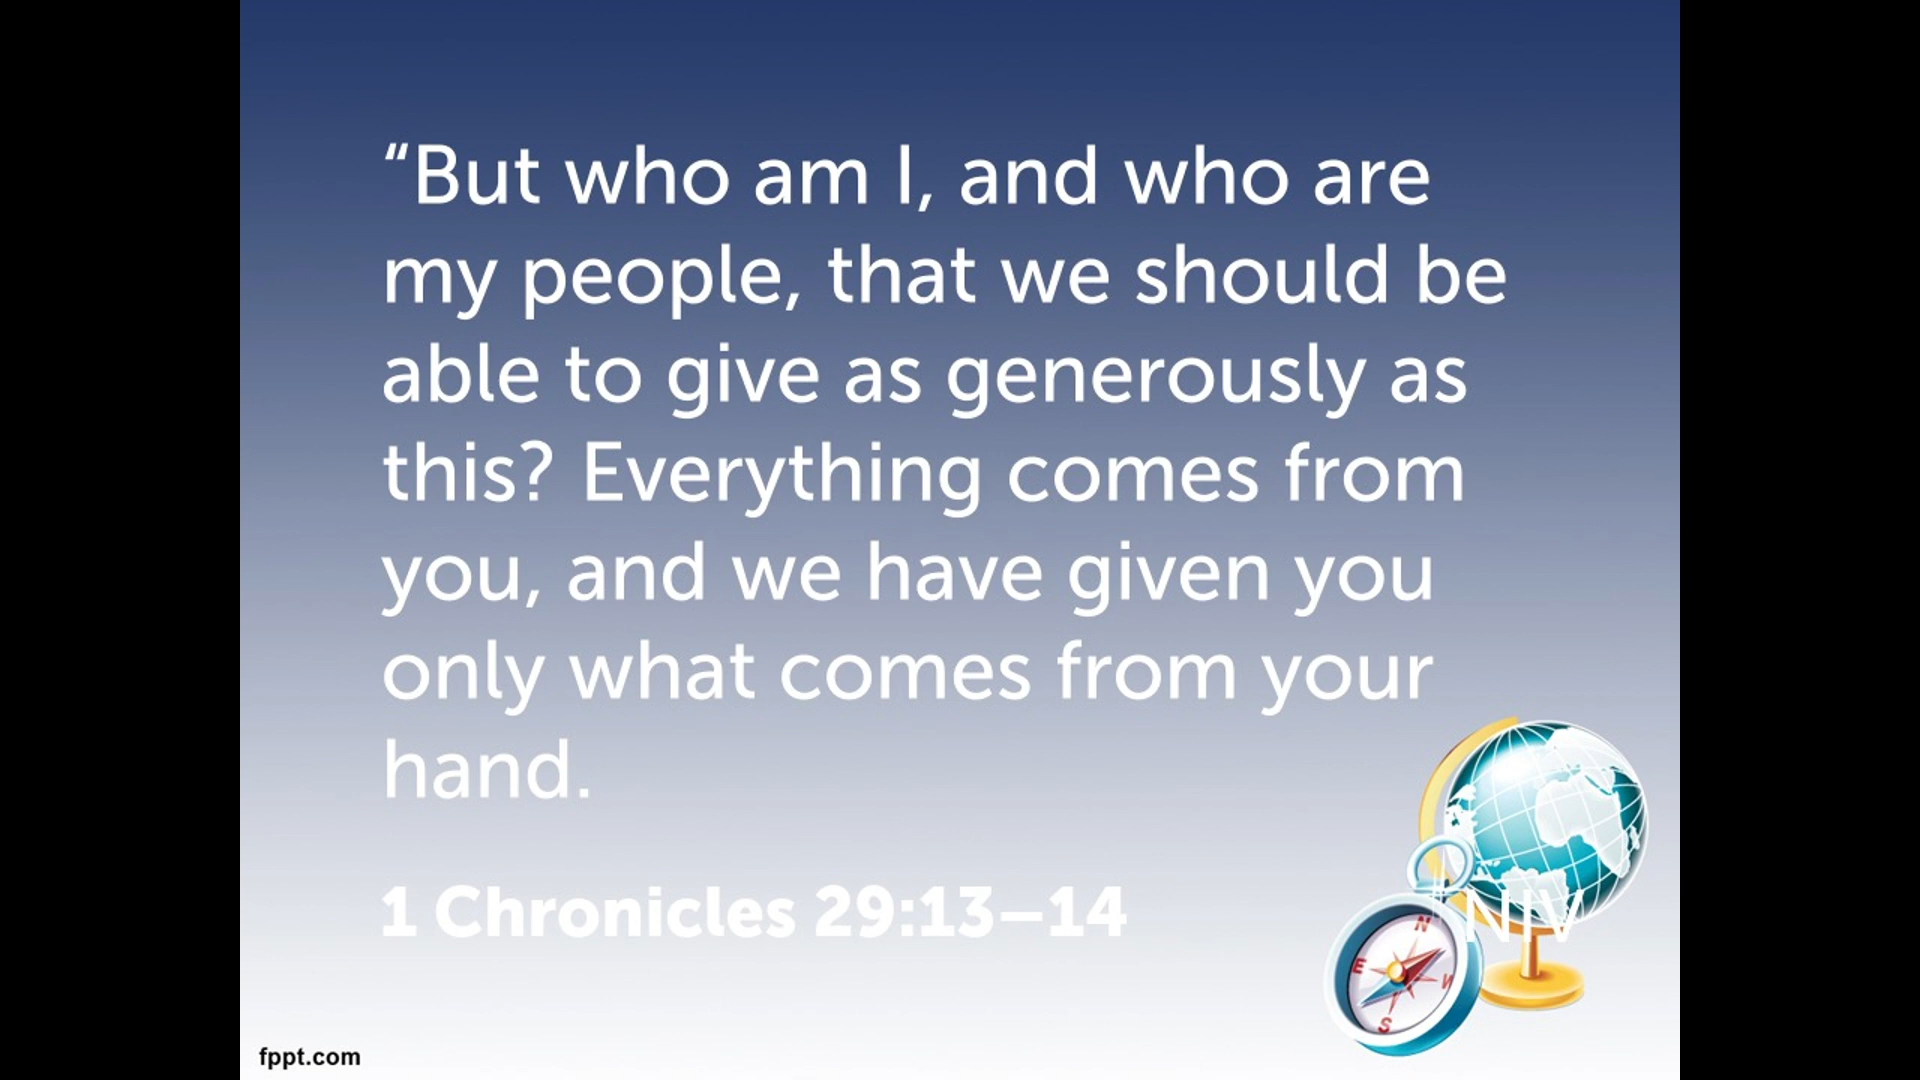 “But who am I, and who are
my people, that we should be
able to give as generously as
this? Everything comes from
you, and we have given you
only what comes from your
hand.
1 Chronicles 29:13–14
NIV
N
E
W
S
fppt.com